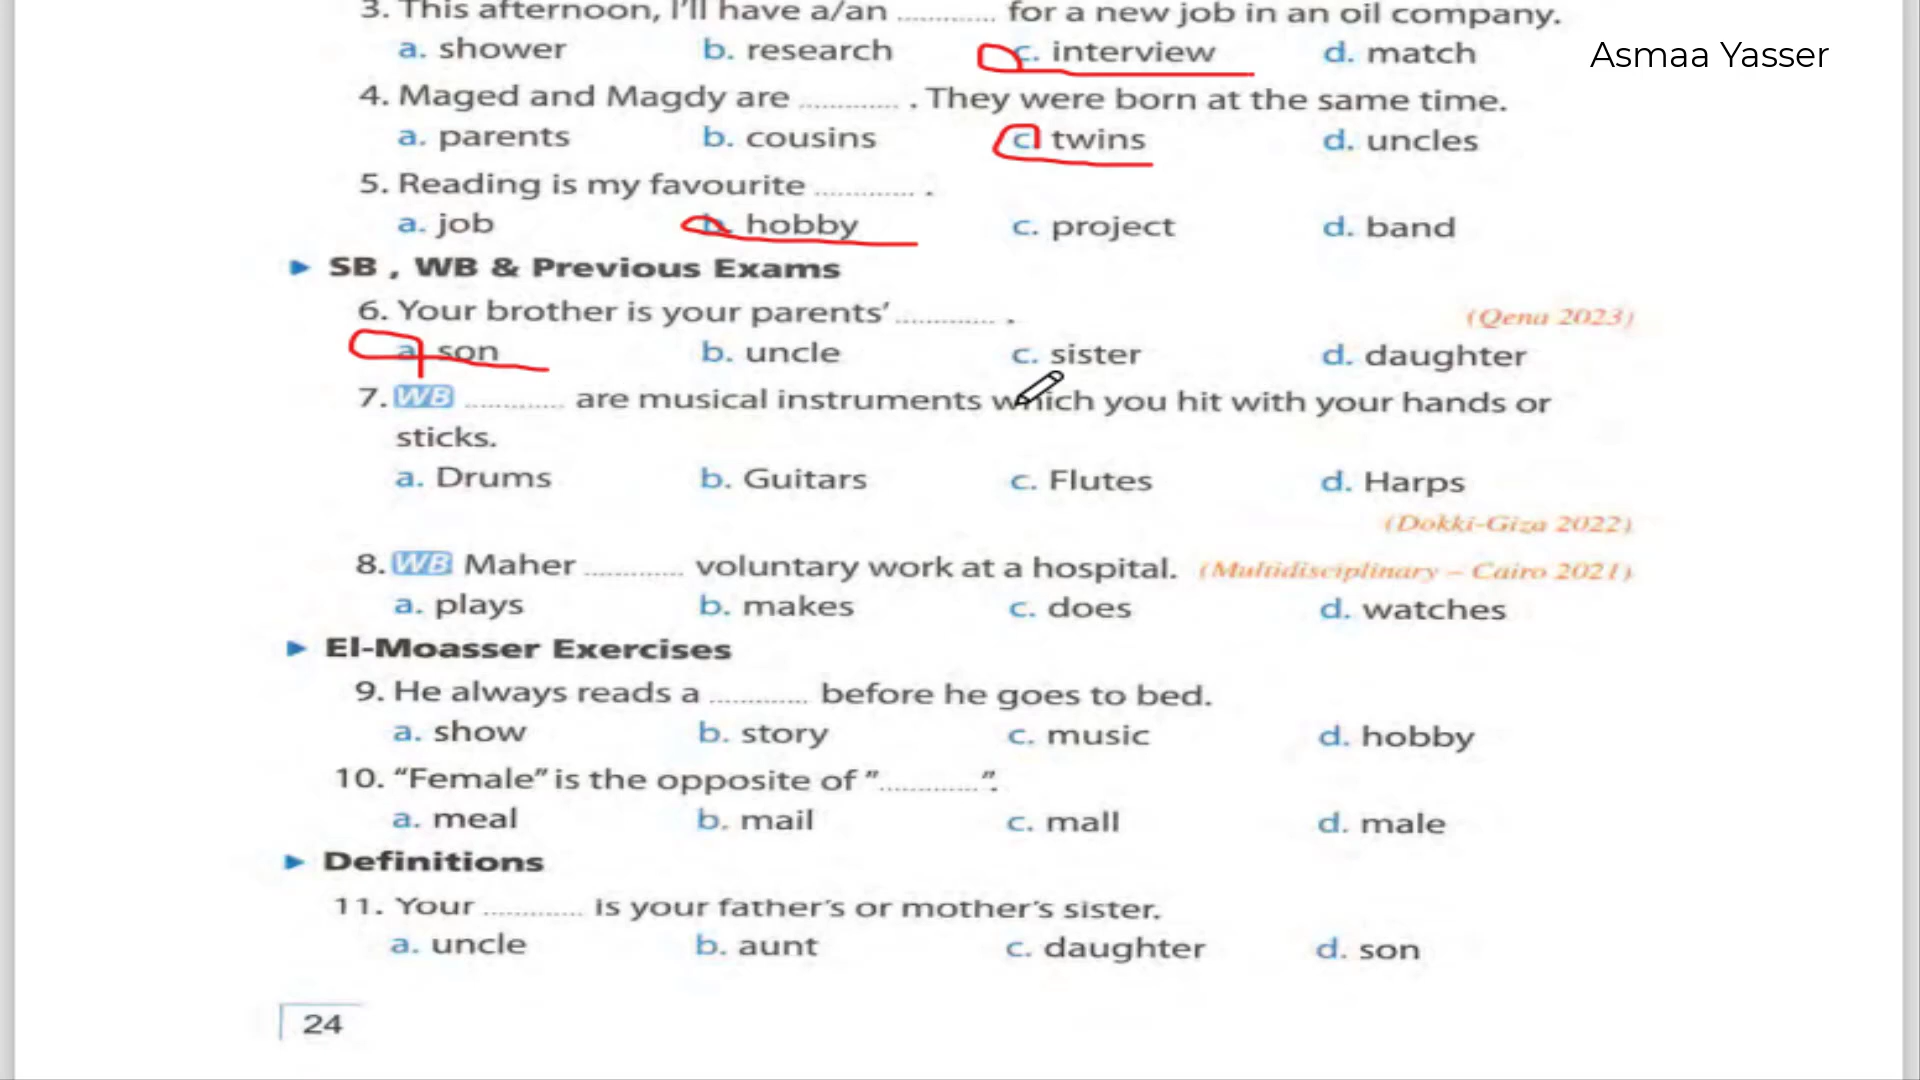 3. This afternoon, I'll have a/an ............ for a new job in an oil company.
a. shower b. research c. interview d. match
Asmaa Yasser
4. Maged and Magdy are ............ . They were born at the same time.
a. parents b. cousins c. twins d. uncles
5. Reading is my favourite ............ .
a. job b. hobby c. project d. band
SB , WB & Previous Exams
6. Your brother is your parents' ............ . (Qena 2023)
a. son b. uncle c. sister d. daughter
7. WB ............ are musical instruments which you hit with your hands or
sticks.
a. Drums b. Guitars c. Flutes d. Harps
(Dokki-Giza 2022)
8. WB Maher ............ voluntary work at a hospital. (Multidisciplinary – Cairo 2021)
a. plays b. makes c. does d. watches
El-Moasser Exercises
9. He always reads a ............ before he goes to bed.
a. show b. story c. music d. hobby
10. "Female" is the opposite of "............".
a. meal b. mail c. mall d. male
Definitions
11. Your ............ is your father's or mother's sister.
a. uncle b. aunt c. daughter d. son
24